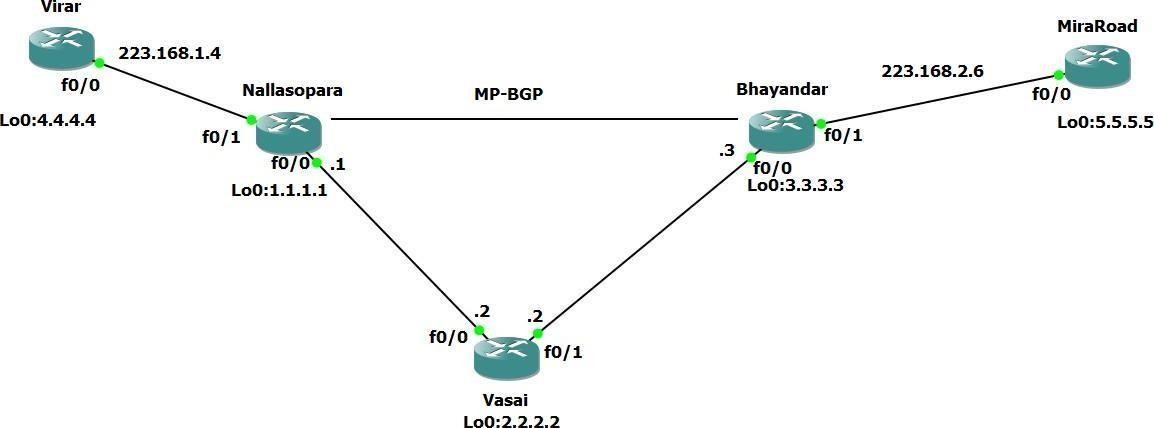 Virar
223.168.1.4
f0/0
Lo0:4.4.4.4
Nallasopara
f0/1
f0/0
.1
Lo0:1.1.1.1
MP-BGP
Bhayandar
.3
f0/0
f0/1
Lo0:3.3.3.3
223.168.2.6
MiraRoad
f0/0
Lo0:5.5.5.5
.2
f0/0
.2
f0/1
Vasai
Lo0:2.2.2.2